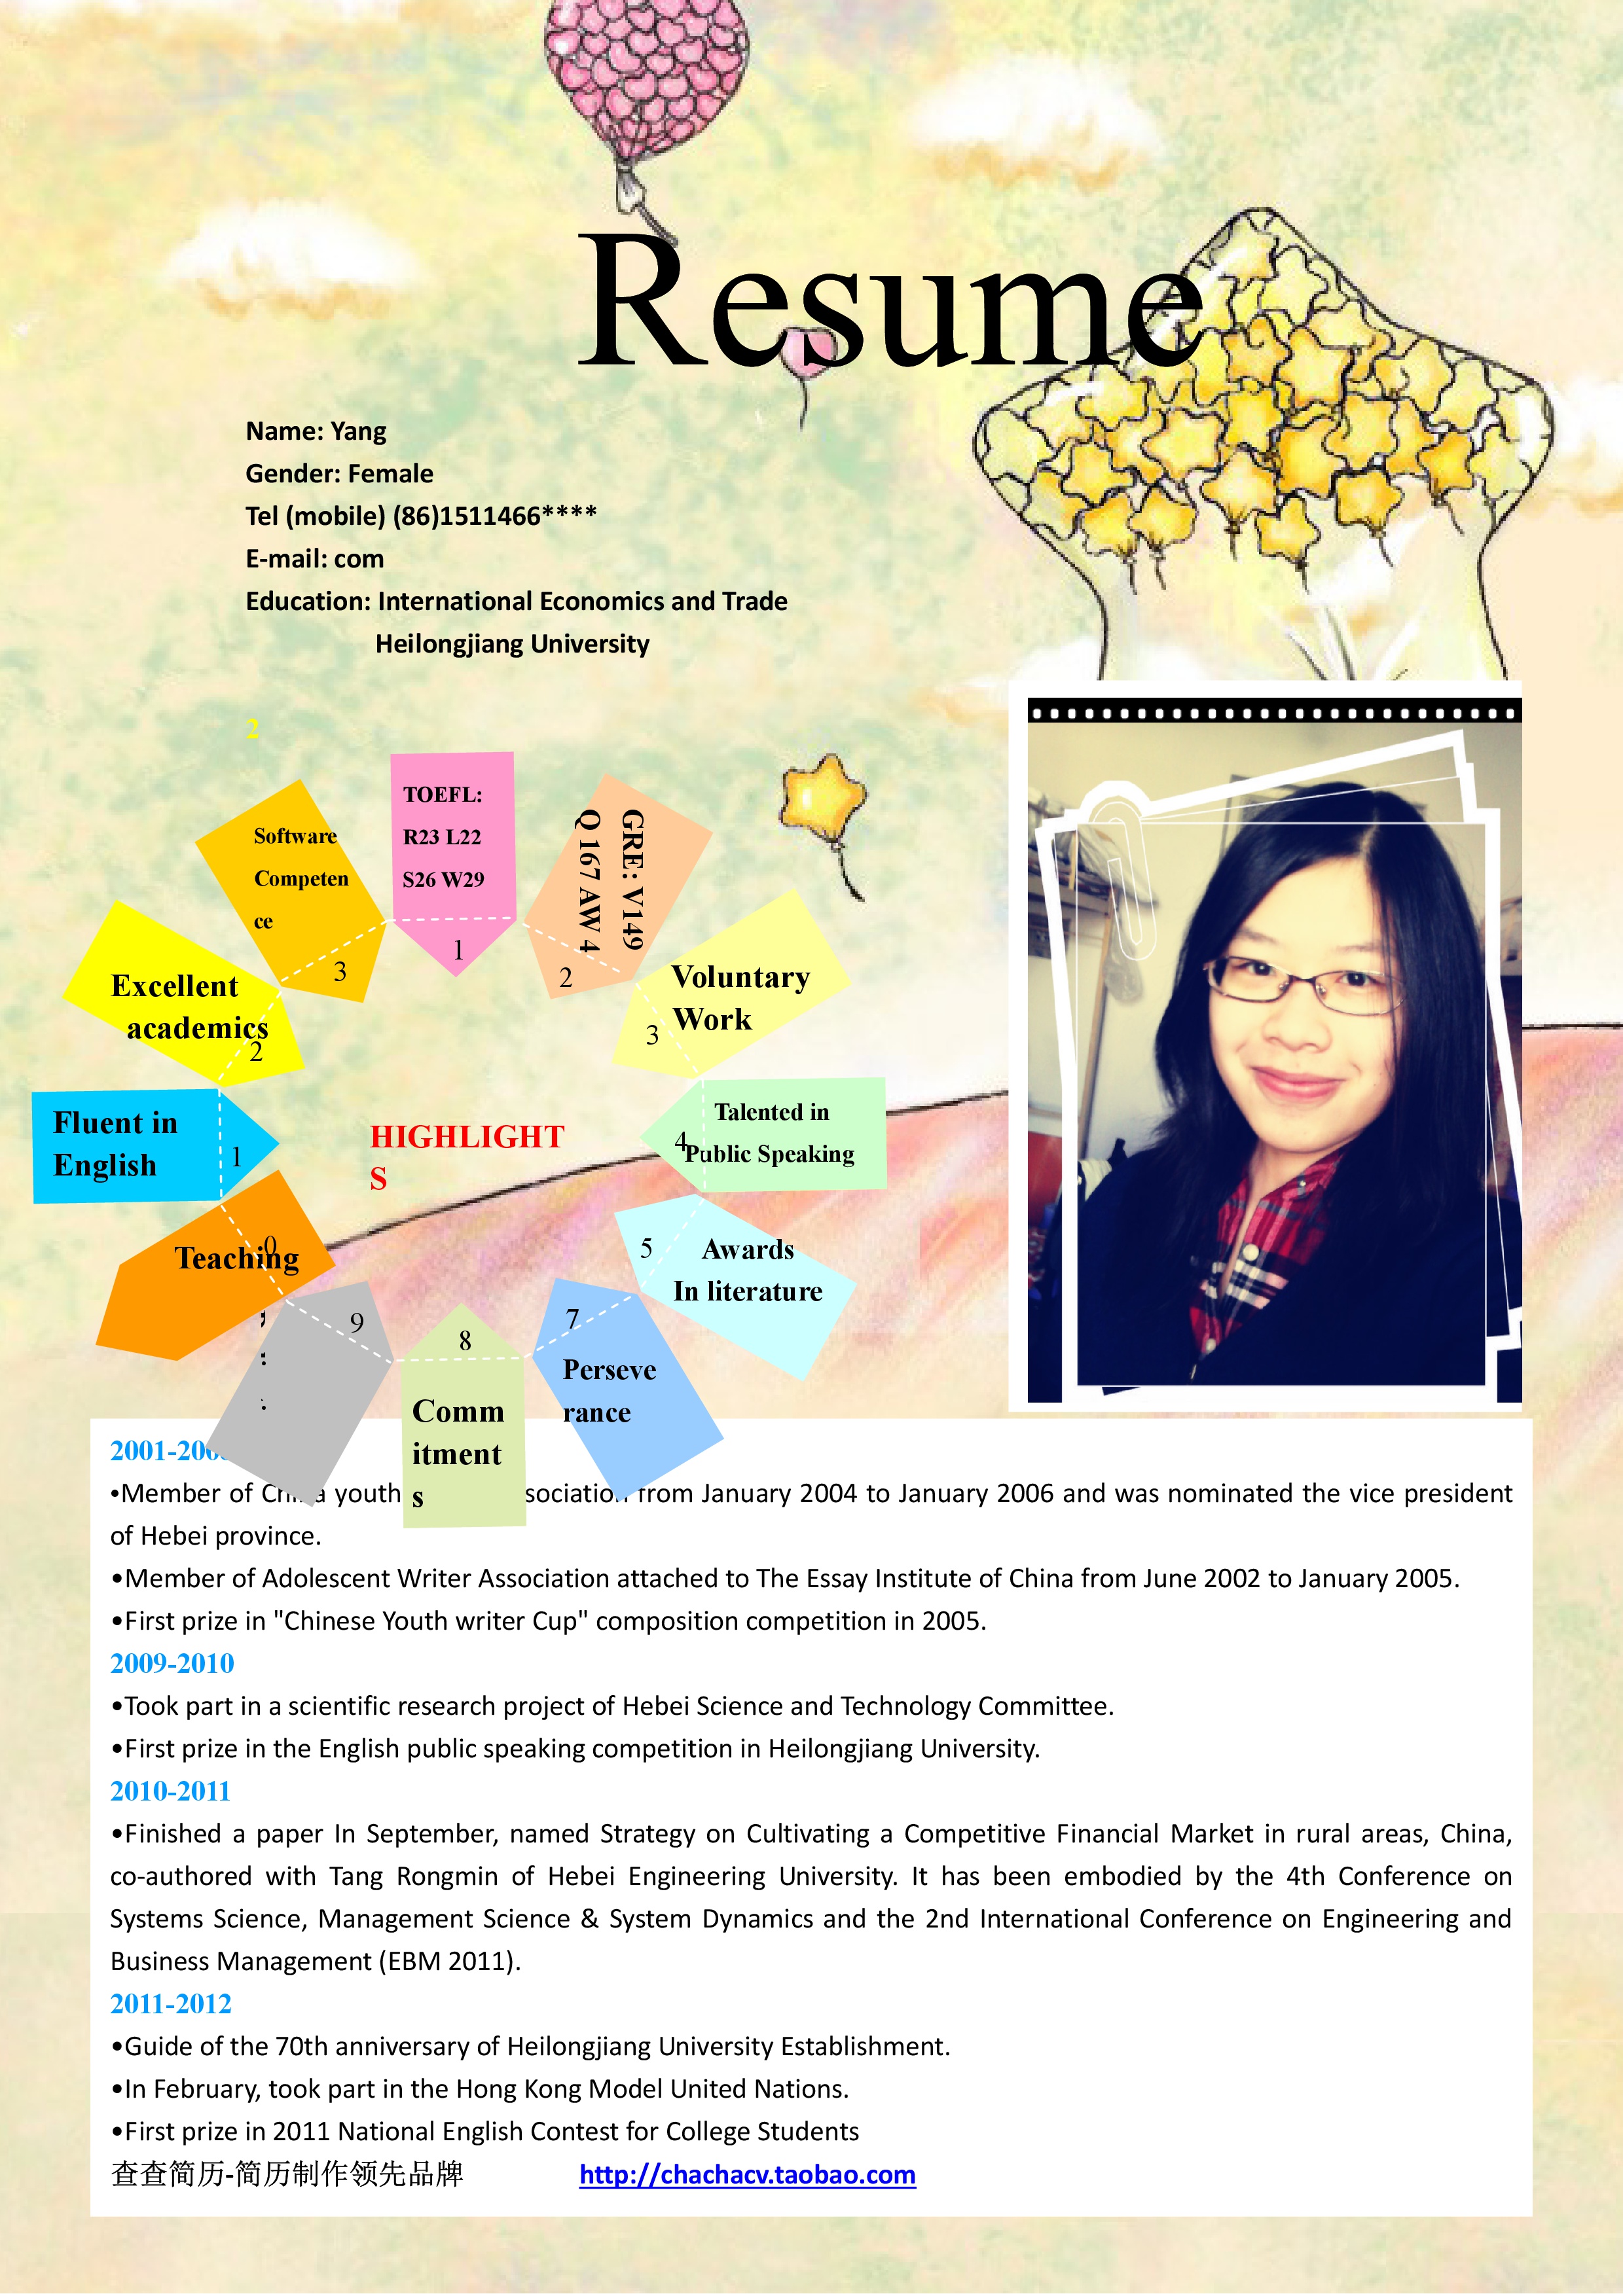 Resume
Name: Yang
Gender: Female
Tel (mobile) (86)1511466****
E-mail: com
Education: International Economics and Trade
Heilongjiang University
2
TOEFL:
R23 L22
S26 W29
1
GRE: V149
Q 167 AW 4
2
Voluntary
Work
3
Talented in
Public Speaking
4
Awards
In literature
5
Perseve
rance
7
Comm
itment
s
8
9
Teaching
0
Fluent in
English
1
Excellent
academics
2
Software
Competen
ce
3
HIGHLIGHT
S
2001-200
•Member of China youth sociation from January 2004 to January 2006 and was nominated the vice president
of Hebei province.
•Member of Adolescent Writer Association attached to The Essay Institute of China from June 2002 to January 2005.
•First prize in "Chinese Youth writer Cup" composition competition in 2005.
2009-2010
•Took part in a scientific research project of Hebei Science and Technology Committee.
•First prize in the English public speaking competition in Heilongjiang University.
2010-2011
•Finished a paper In September, named Strategy on Cultivating a Competitive Financial Market in rural areas, China,
co-authored with Tang Rongmin of Hebei Engineering University. It has been embodied by the 4th Conference on
Systems Science, Management Science & System Dynamics and the 2nd International Conference on Engineering and
Business Management (EBM 2011).
2011-2012
•Guide of the 70th anniversary of Heilongjiang University Establishment.
•In February, took part in the Hong Kong Model United Nations.
•First prize in 2011 National English Contest for College Students
查查简历-简历制作领先品牌 http://chachacv.taobao.com